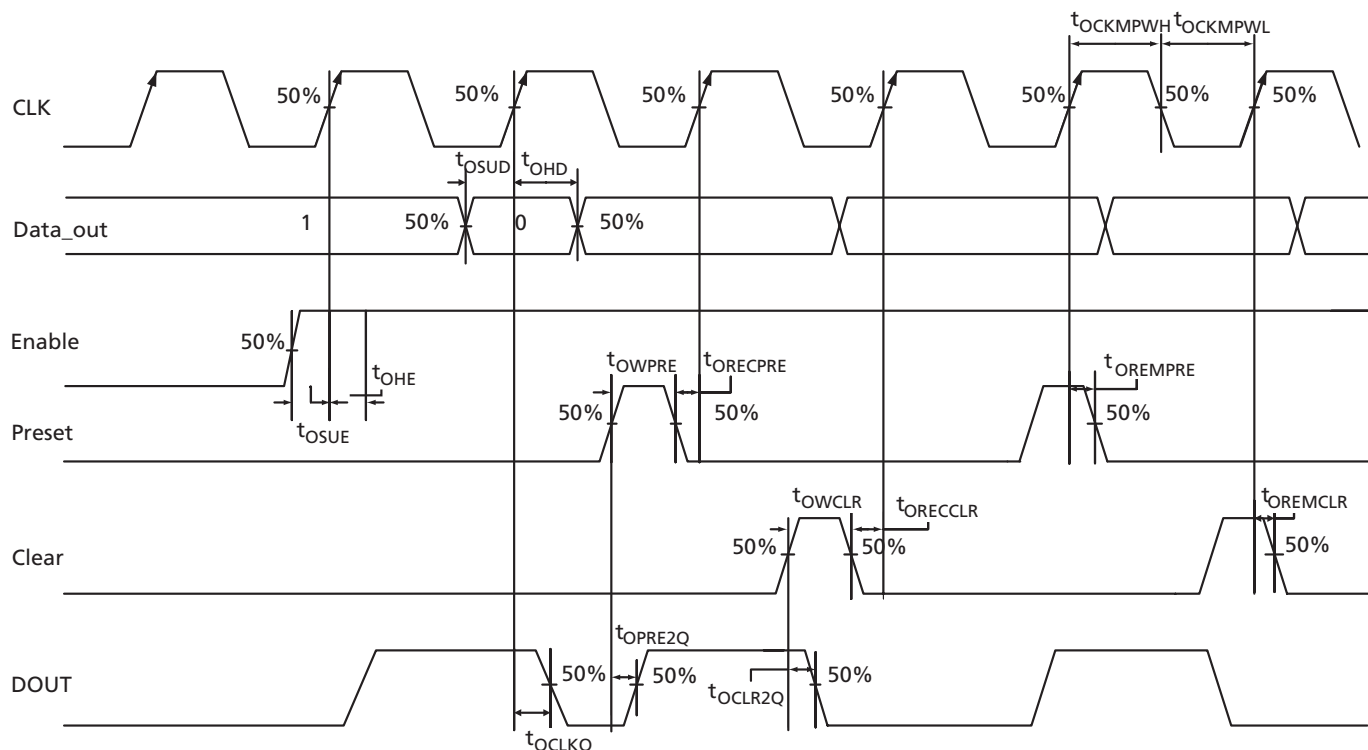 tOCKMPWH tOCKMPWL
CLK 50% 50% 50% 50% 50% 50% 50%
tOSUD tOHD
Data_out 1 50% 0 50%
Enable 50%
tOHE
tOSUE
tOWPRE tORECPRE tOREMPRE
Preset 50% 50% 50%
tOWCLR tORECCLR tOREMCLR
Clear 50% 50% 50%
tOPRE2Q
DOUT 50% 50% 50%
tOCLR2Q
tOCLKQ